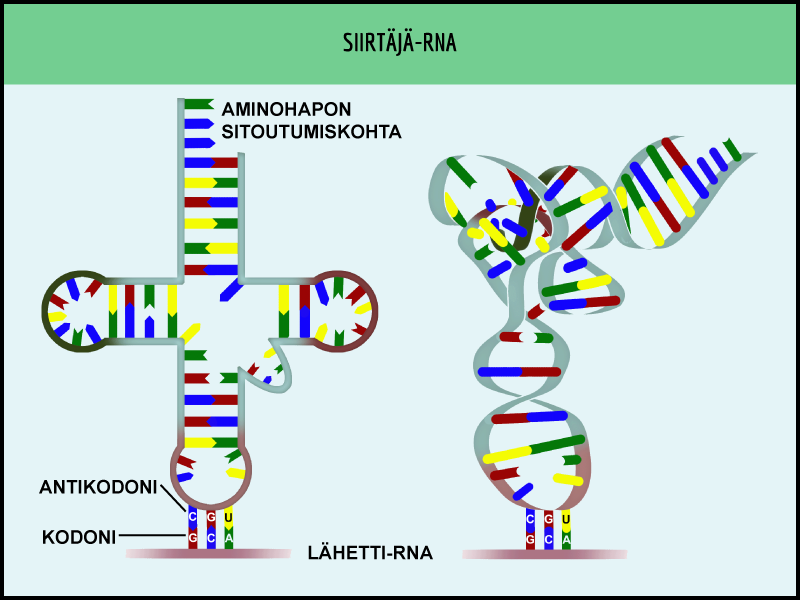 SIIRTÄJÄ-RNA
AMINOHAPON
SITOUTUMISKOHTA
ANTIKODONI
C G U
KODONI
G C A
LÄHETTI-RNA
C G U
G C A